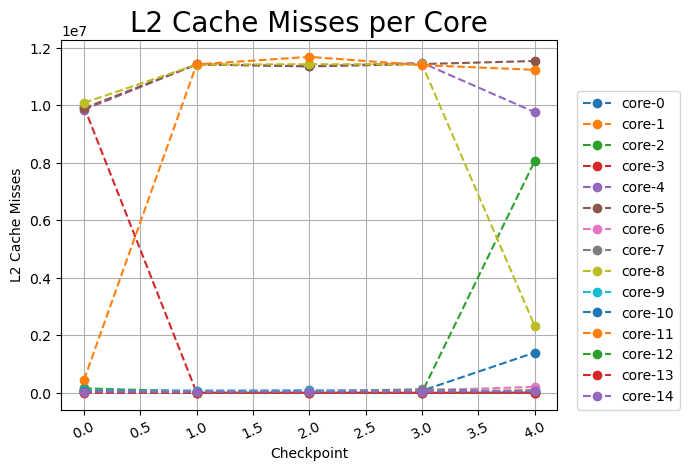 L2 Cache Misses per Core
1e7
1.2
1.0
0.8
0.6
0.4
0.2
0.0
L2 Cache Misses
0.0
0.5
1.0
1.5
2.0
2.5
3.0
3.5
4.0
Checkpoint
core-0
core-1
core-2
core-3
core-4
core-5
core-6
core-7
core-8
core-9
core-10
core-11
core-12
core-13
core-14